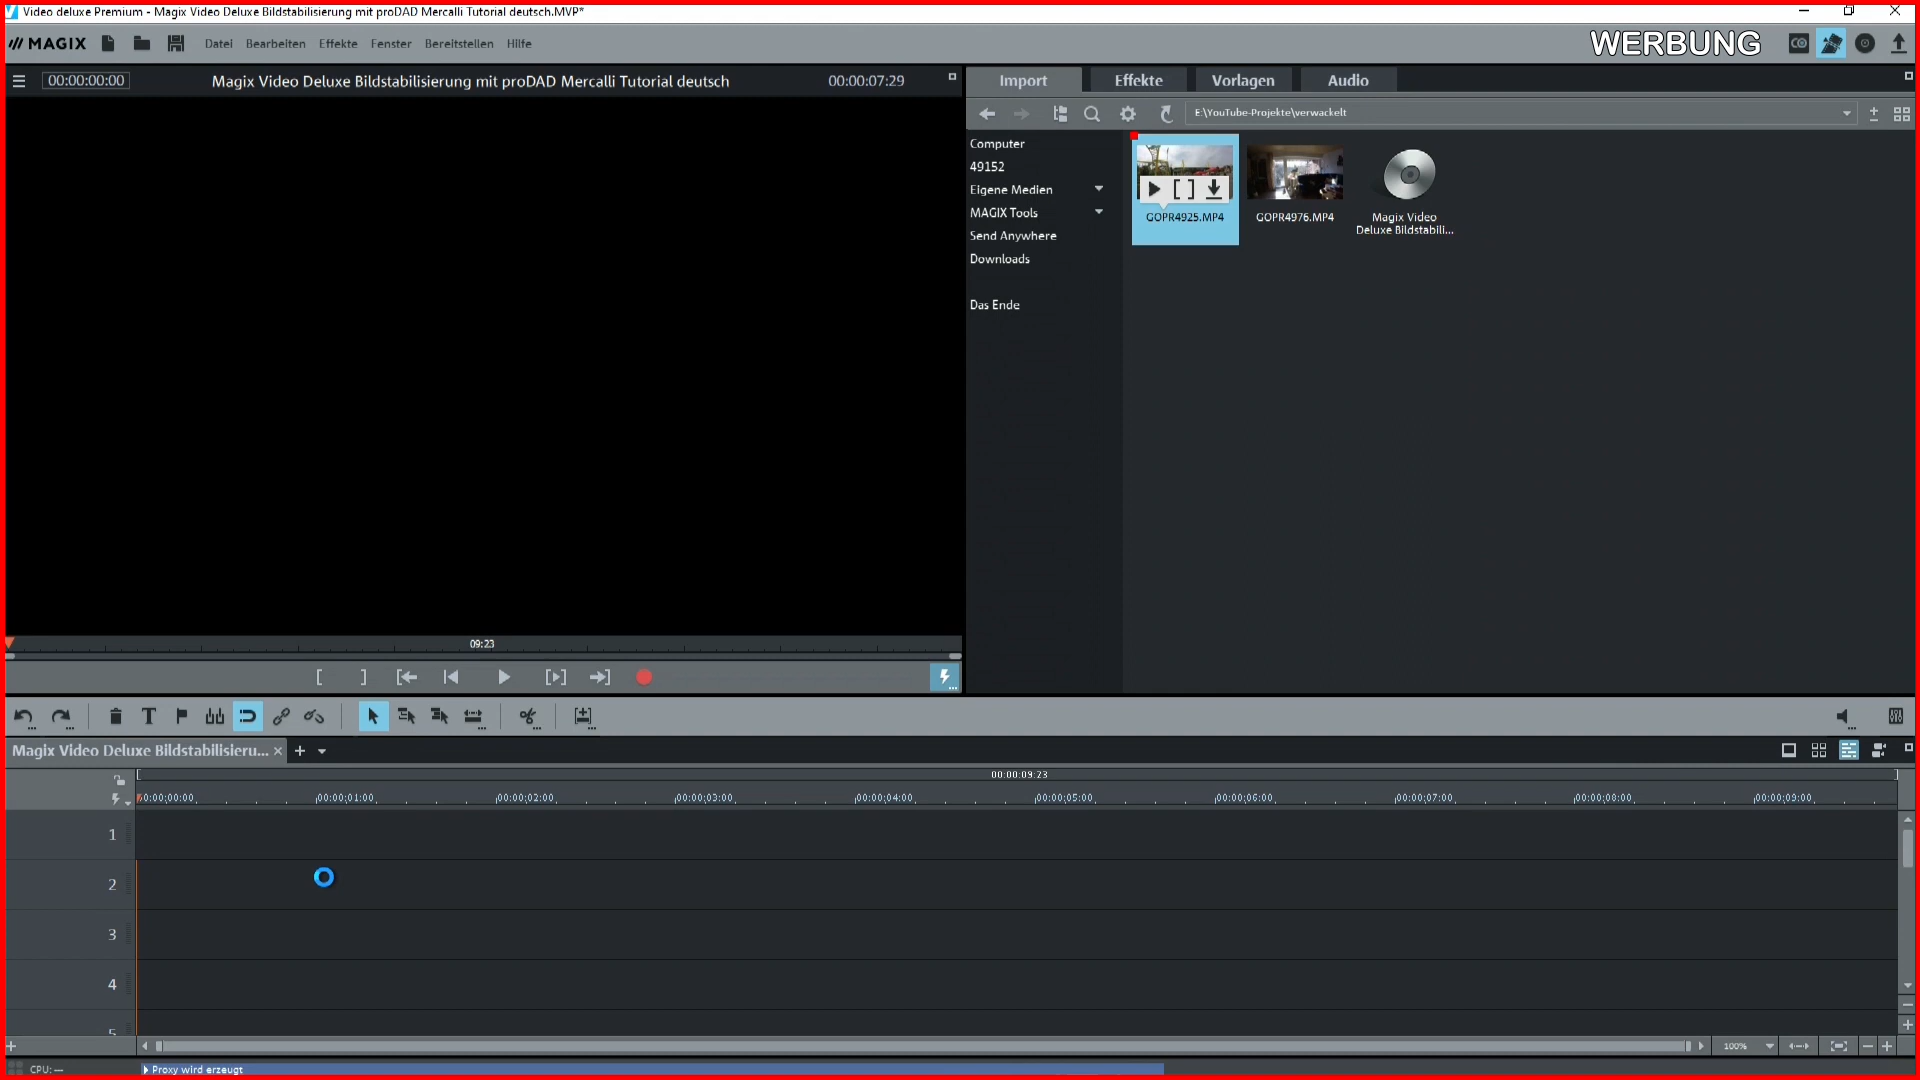 Video deluxe Premium - Magix Video Deluxe Bildstabilisierung mit proDAD Mercalli Tutorial deutsch.MVP*
MAGIX Datei Bearbeiten Effekte Fenster Bereitstellen Hilfe WERBUNG
00:00:00:00 Magix Video Deluxe Bildstabilisierung mit proDAD Mercalli Tutorial deutsch 00:00:07:29
Import Effekte Vorlagen Audio
E:\YouTube-Projekte\verwackelt
Computer
49152
Eigene Medien
MAGIX Tools
Send Anywhere
Downloads
Das Ende
GOPR4925.MP4
GOPR4976.MP4
Magix Video
Deluxe Bildstabili...
09:23
Magix Video Deluxe Bildstabilisieru...
00:00:09:23
00:00:00:00 00:00:01:00 00:00:02:00 00:00:03:00 00:00:04:00 00:00:05:00 00:00:06:00 00:00:07:00 00:00:08:00 00:00:09:00
1
2
3
4
5
100%
CPU: --- Proxy wird erzeugt